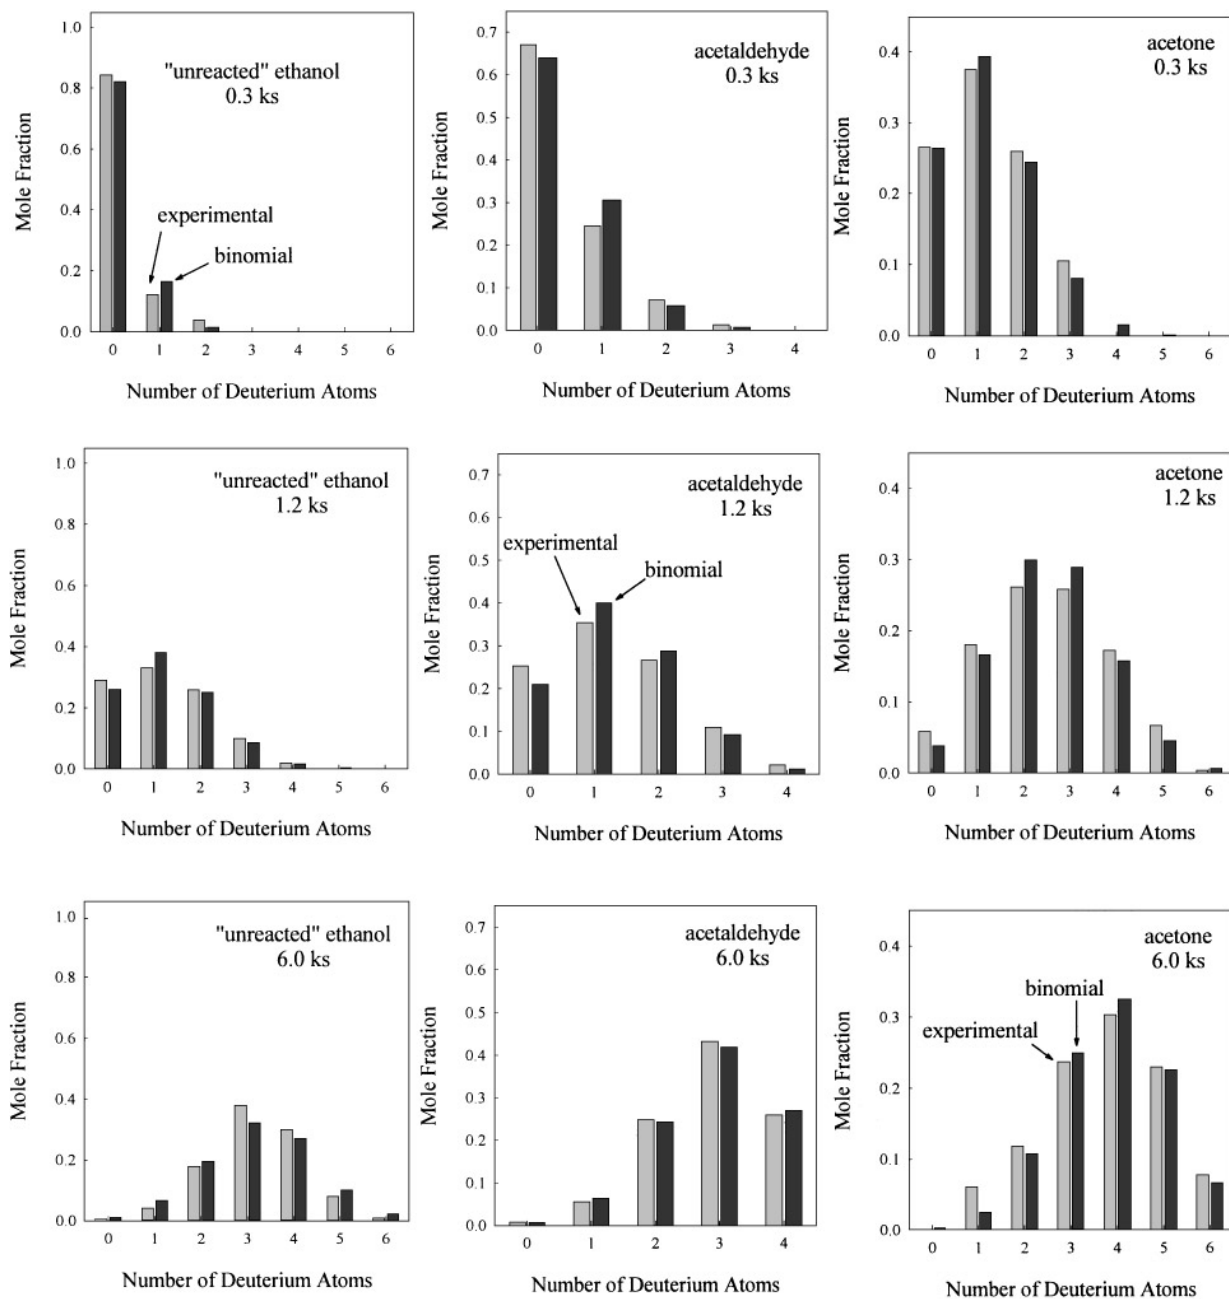 1.0
0.8
0.6
0.4
0.2
0.0
Mole Fraction
"unreacted" ethanol
0.3 ks
experimental
binomial
0 1 2 3 4 5 6
Number of Deuterium Atoms
0.7
0.6
0.5
0.4
0.3
0.2
0.1
0.0
Mole Fraction
acetaldehyde
0.3 ks
0 1 2 3 4
Number of Deuterium Atoms
0.4
0.3
0.2
0.1
0.0
Mole Fraction
acetone
0.3 ks
0 1 2 3 4 5 6
Number of Deuterium Atoms
1.0
0.8
0.6
0.4
0.2
0.0
Mole Fraction
"unreacted" ethanol
1.2 ks
0 1 2 3 4 5 6
Number of Deuterium Atoms
0.7
0.6
0.5
0.4
0.3
0.2
0.1
0.0
Mole Fraction
acetaldehyde
1.2 ks
experimental
binomial
0 1 2 3 4
Number of Deuterium Atoms
0.4
0.3
0.2
0.1
0.0
Mole Fraction
acetone
1.2 ks
0 1 2 3 4 5 6
Number of Deuterium Atoms
1.0
0.8
0.6
0.4
0.2
0.0
Mole Fraction
"unreacted" ethanol
6.0 ks
0 1 2 3 4 5 6
Number of Deuterium Atoms
0.7
0.6
0.5
0.4
0.3
0.2
0.1
0.0
Mole Fraction
acetaldehyde
6.0 ks
0 1 2 3 4
Number of Deuterium Atoms
0.4
0.3
0.2
0.1
0.0
Mole Fraction
acetone
6.0 ks
binomial
experimental
0 1 2 3 4 5 6
Number of Deuterium Atoms